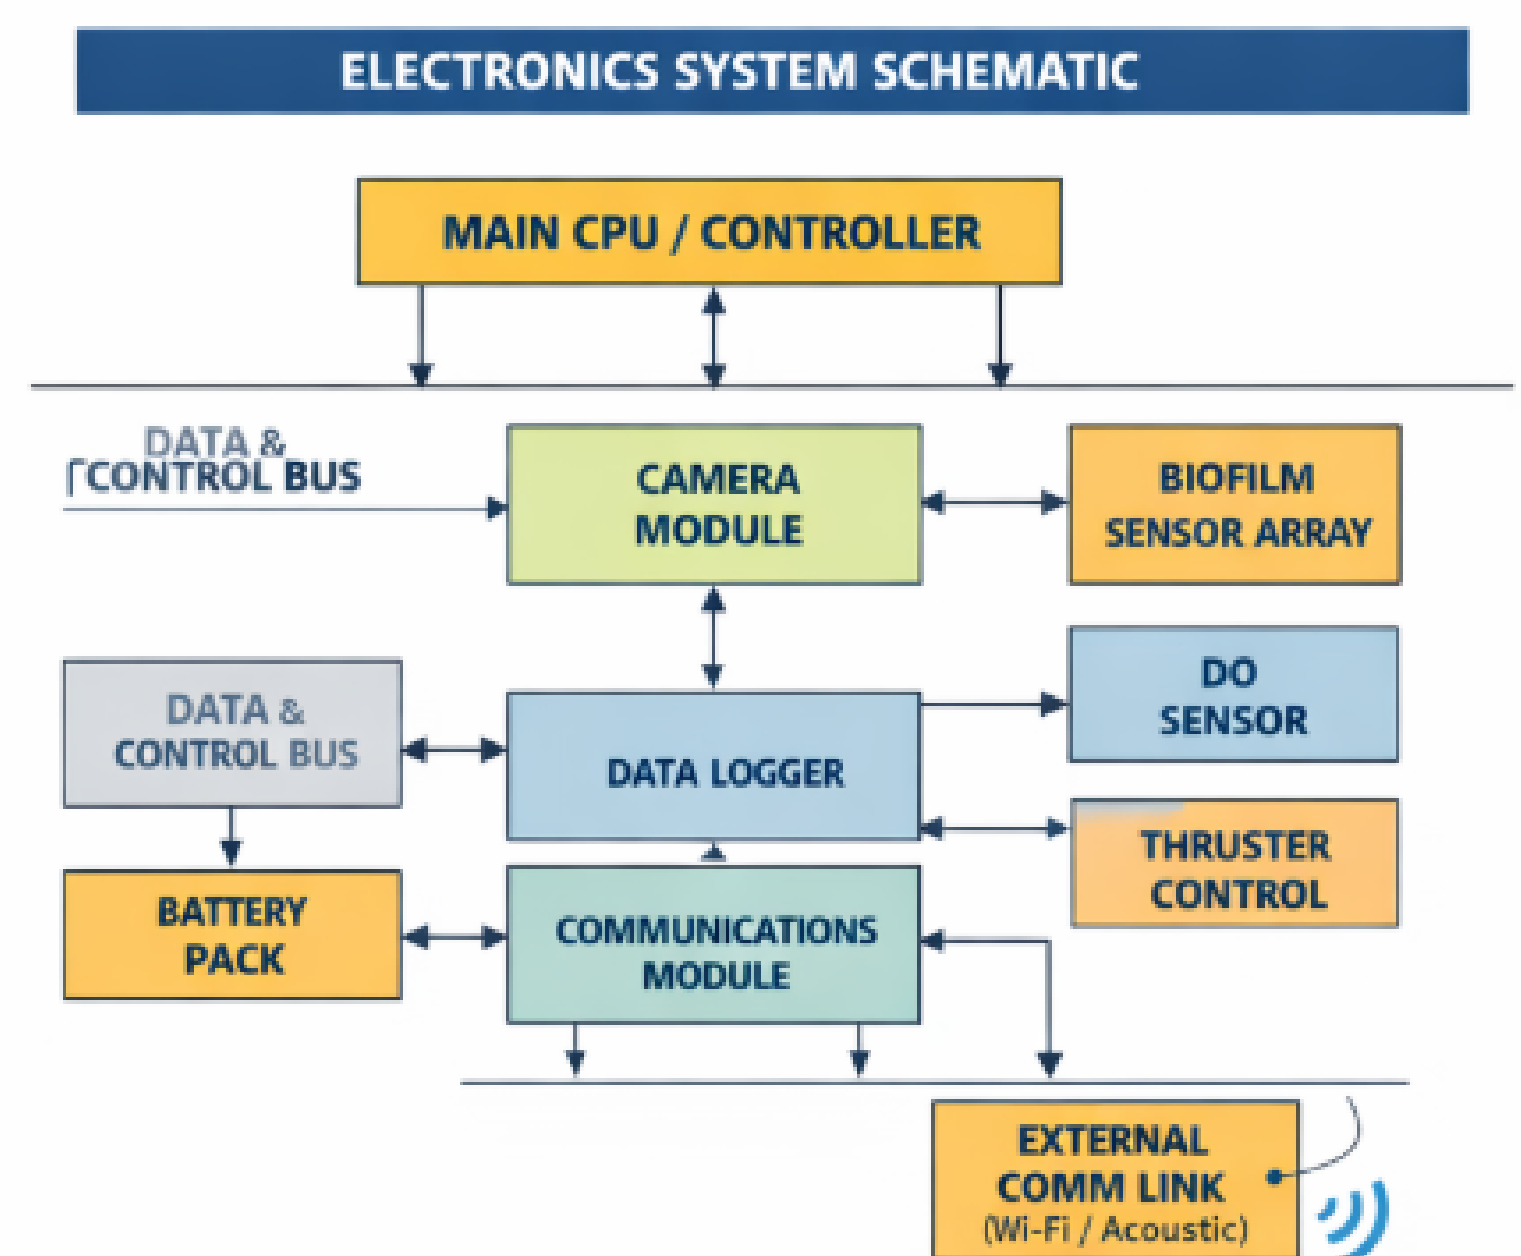 ELECTRONICS SYSTEM SCHEMATIC
MAIN CPU / CONTROLLER
DATA &
CONTROL BUS
CAMERA
MODULE
BIOFILM
SENSOR ARRAY
DATA &
CONTROL BUS
DATA LOGGER
DO
SENSOR
THRUSTER
CONTROL
BATTERY
PACK
COMMUNICATIONS
MODULE
EXTERNAL
COMM LINK
(Wi-Fi / Acoustic)